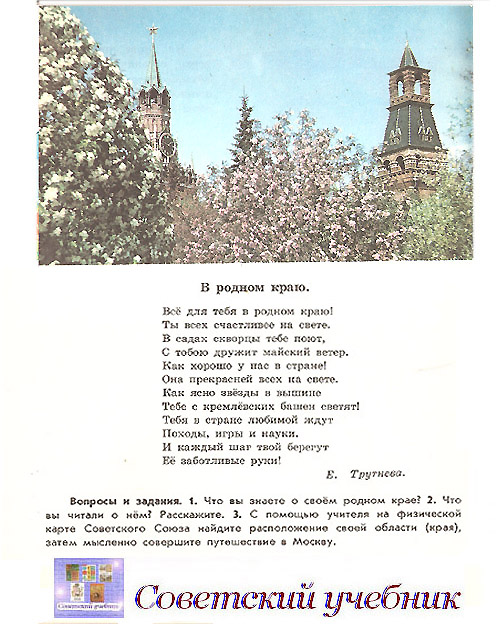 В родном краю.
Всё для тебя в родном краю!
Ты всех счастливее на свете.
В садах скворцы тебе поют,
С тобою дружит майский ветер.
Как хорошо у нас в стране!
Она прекрасней всех на свете.
Как ясно звёзды в вышине
Тебе с кремлёвских башен светят!
Тебя в стране любимой ждут
Походы, игры и науки.
И каждый шаг твой берегут
Её заботливые руки!
Е. Трутнева.
Вопросы и задания. 1. Что вы знаете о своём родном крае? 2. Что
вы читали о нём? Расскажите. 3. С помощью учителя на физической
карте Советского Союза найдите расположение своей области (края),
затем мысленно совершите путешествие в Москву.
Советский учебник
Советский учебник